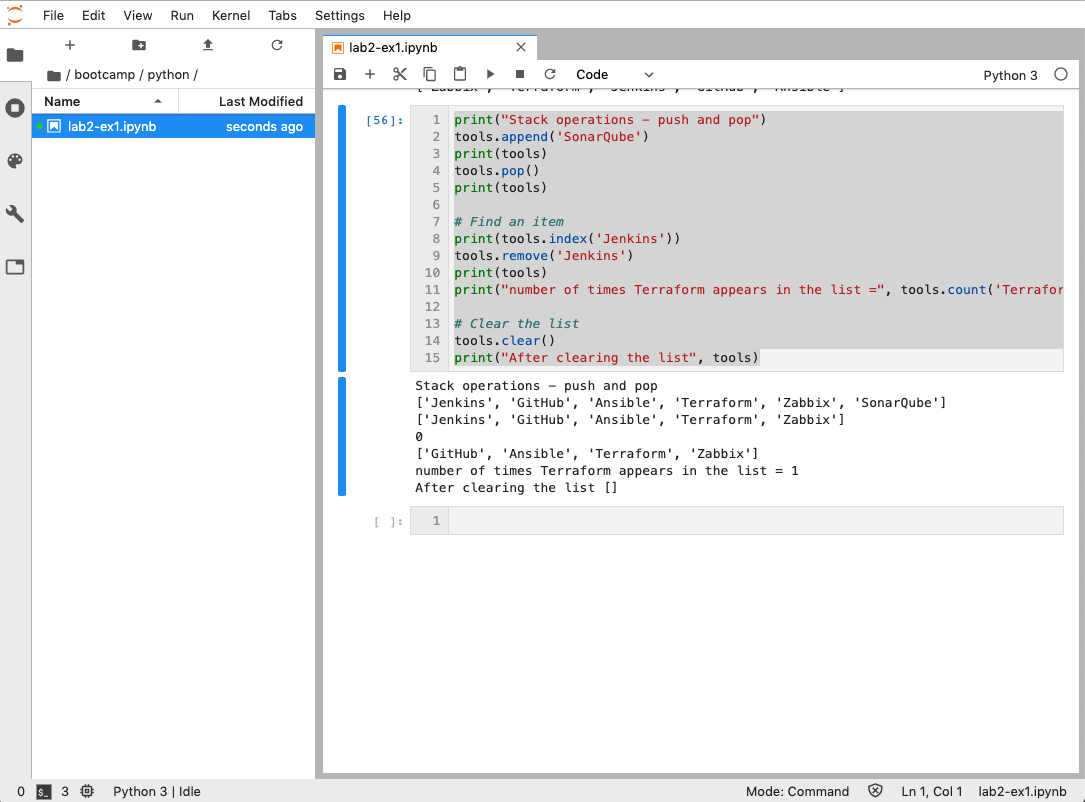 File Edit View Run Kernel Tabs Settings Help
/ bootcamp / python /
Name Last Modified
lab2-ex1.ipynb seconds ago
lab2-ex1.ipynb
Code Python 3
['Zabbix', 'Terraform', 'Jenkins', 'GitHub', 'Ansible']
[56]:
1 print("Stack operations – push and pop")
2 tools.append('SonarQube')
3 print(tools)
4 tools.pop()
5 print(tools)
6
7 # Find an item
8 print(tools.index('Jenkins'))
9 tools.remove('Jenkins')
10 print(tools)
11 print("number of times Terraform appears in the list =", tools.count('Terrafor
12
13 # Clear the list
14 tools.clear()
15 print("After clearing the list", tools)
Stack operations – push and pop
['Jenkins', 'GitHub', 'Ansible', 'Terraform', 'Zabbix', 'SonarQube']
['Jenkins', 'GitHub', 'Ansible', 'Terraform', 'Zabbix']
0
['GitHub', 'Ansible', 'Terraform', 'Zabbix']
number of times Terraform appears in the list = 1
After clearing the list []
[ ]: 1
0 $_ 3 Python 3 | Idle Mode: Command Ln 1, Col 1 lab2-ex1.ipynb